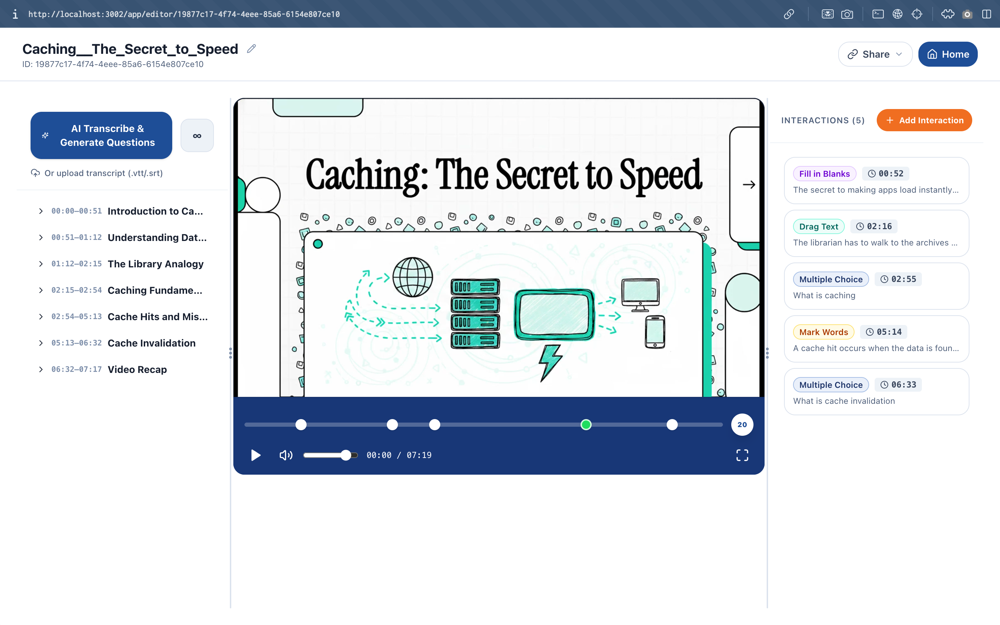 http://localhost:3002/app/editor/19877c17-4f74-4eee-85a6-6154e807ce10
Caching__The_Secret_to_Speed
ID: 19877c17-4f74-4eee-85a6-6154e807ce10
Share
Home
AI Transcribe &
Generate Questions
∞
Or upload transcript (.vtt/.srt)
00:00–00:51 Introduction to Ca...
00:51–01:12 Understanding Dat...
01:12–02:15 The Library Analogy
02:15–02:54 Caching Fundame...
02:54–05:13 Cache Hits and Mis...
05:13–06:32 Cache Invalidation
06:32–07:17 Video Recap
Caching: The Secret to Speed
20
00:00 / 07:19
INTERACTIONS (5)
+ Add Interaction
Fill in Blanks 00:52
The secret to making apps load instantly...
Drag Text 02:16
The librarian has to walk to the archives ...
Multiple Choice 02:55
What is caching
Mark Words 05:14
A cache hit occurs when the data is foun...
Multiple Choice 06:33
What is cache invalidation